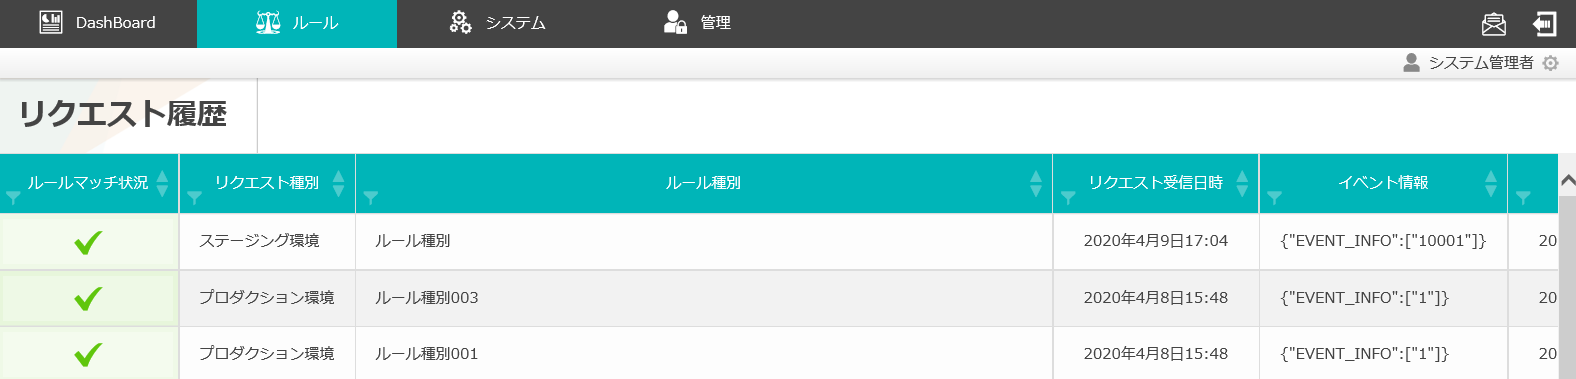 DashBoard ルール システム 管理
システム管理者
リクエスト履歴
ルールマッチ状況 リクエスト種別 ルール種別 リクエスト受信日時 イベント情報
ステージング環境 ルール種別 2020年4月9日17:04 {"EVENT_INFO":["10001"]} 20
プロダクション環境 ルール種別003 2020年4月8日15:48 {"EVENT_INFO":["1"]} 20
プロダクション環境 ルール種別001 2020年4月8日15:48 {"EVENT_INFO":["1"]} 20